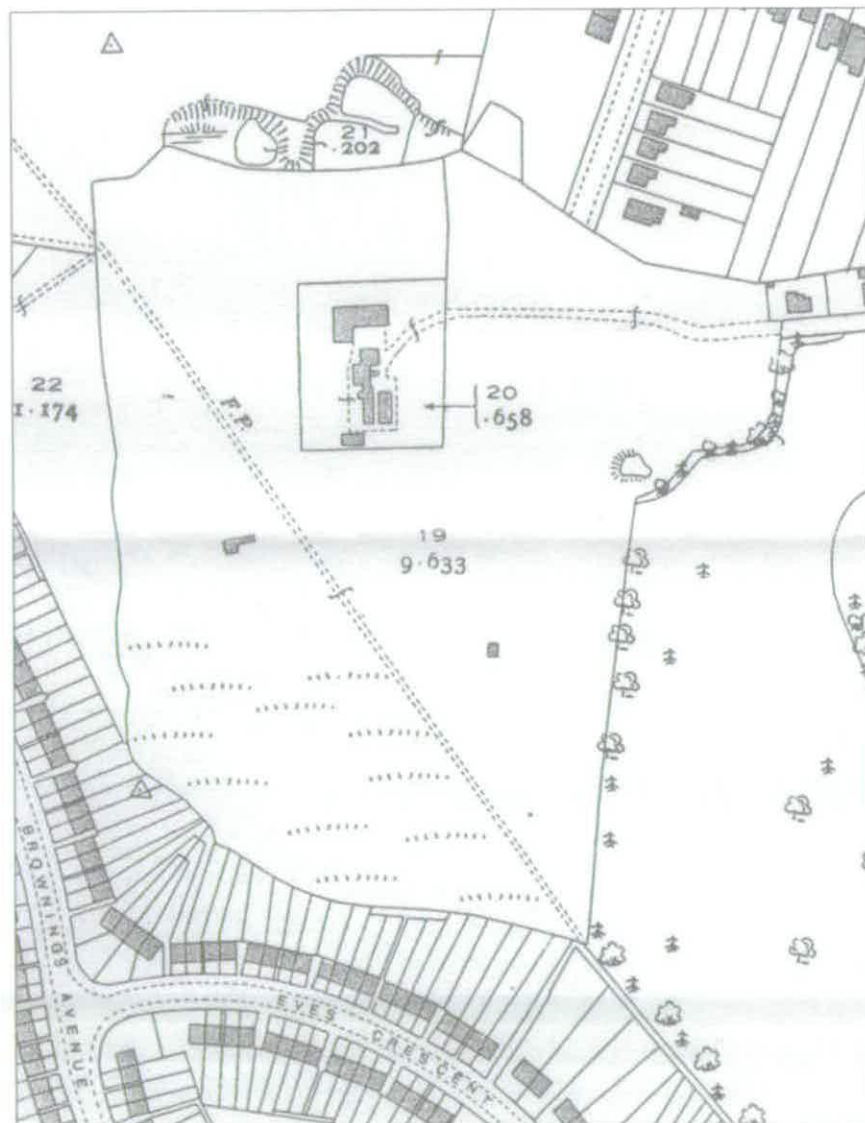 21
.202
22
1.174
F.P.
20
.658
19
9.633
BROWNINGS AVENUE
EVES CRESCENT